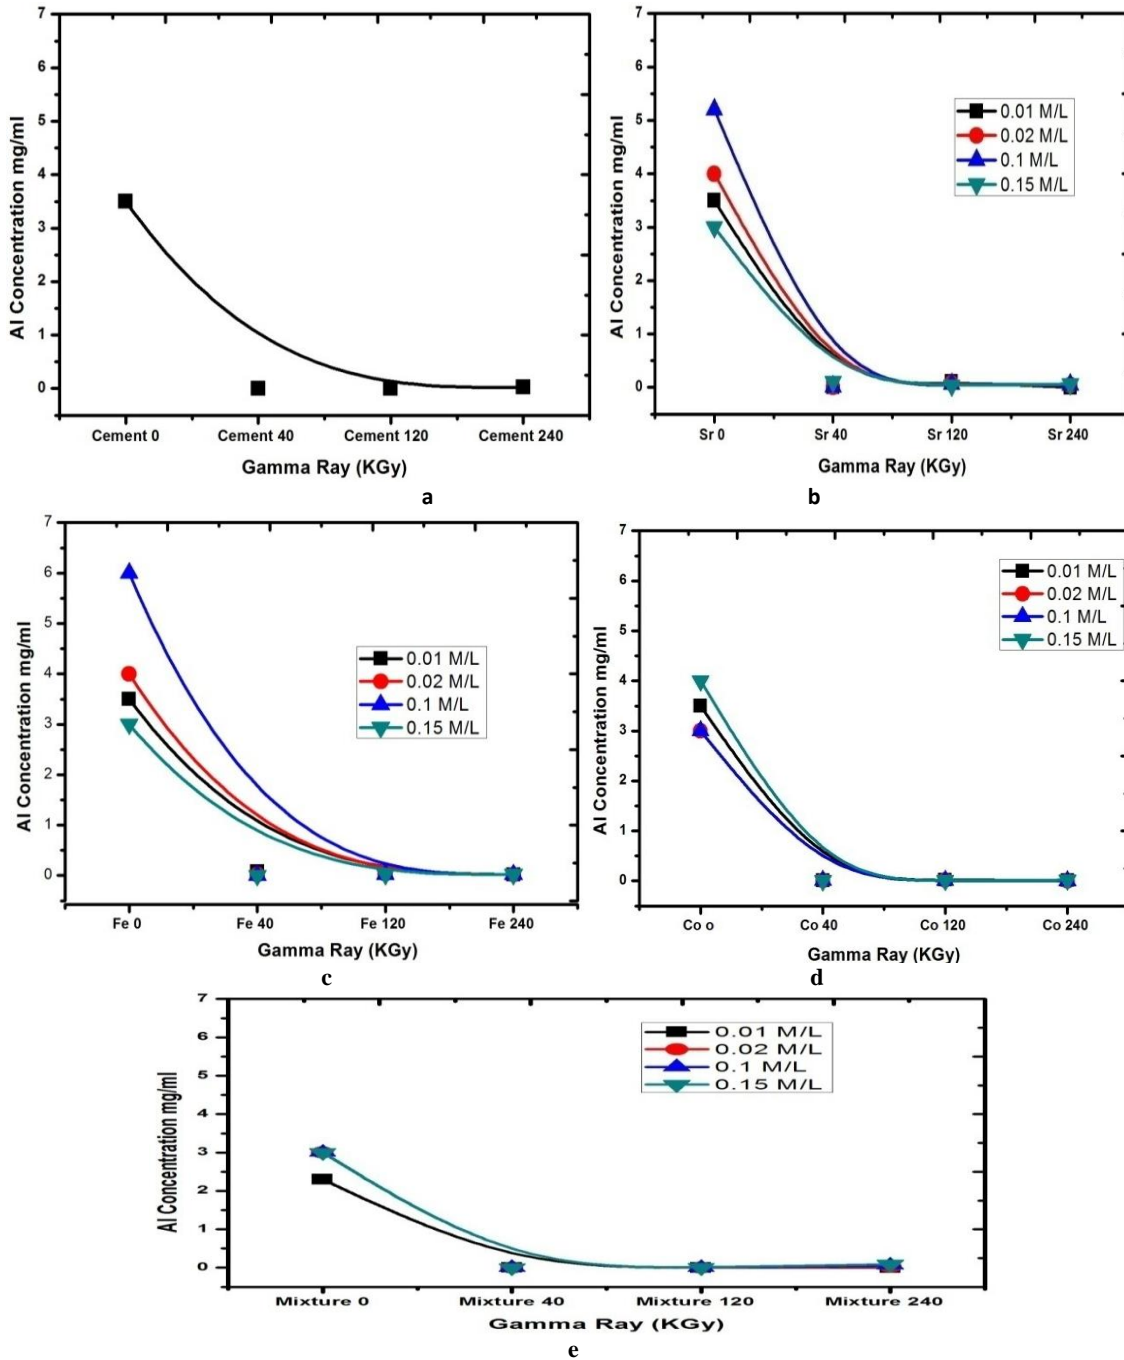 7
6
5
4
3
2
1
0
Al Concentration mg/ml
Cement 0 Cement 40 Cement 120 Cement 240
Gamma Ray (KGy)
a
7
6
5
4
3
2
1
0
Al Concentration mg/ml
0.01 M/L
0.02 M/L
0.1 M/L
0.15 M/L
Sr 0 Sr 40 Sr 120 Sr 240
Gamma Ray (KGy)
b
7
6
5
4
3
2
1
0
Al Concentration mg/ml
0.01 M/L
0.02 M/L
0.1 M/L
0.15 M/L
Fe 0 Fe 40 Fe 120 Fe 240
Gamma Ray (KGy)
c
7
6
5
4
3
2
1
0
Al Concentration mg/ml
0.01 M/L
0.02 M/L
0.1 M/L
0.15 M/L
Co o Co 40 Co 120 Co 240
Gamma Ray (KGy)
d
7
6
5
4
3
2
1
0
Al Concentration mg/ml
0.01 M/L
0.02 M/L
0.1 M/L
0.15 M/L
Mixture 0 Mixture 40 Mixture 120 Mixture 240
Gamma Ray (KGy)
e